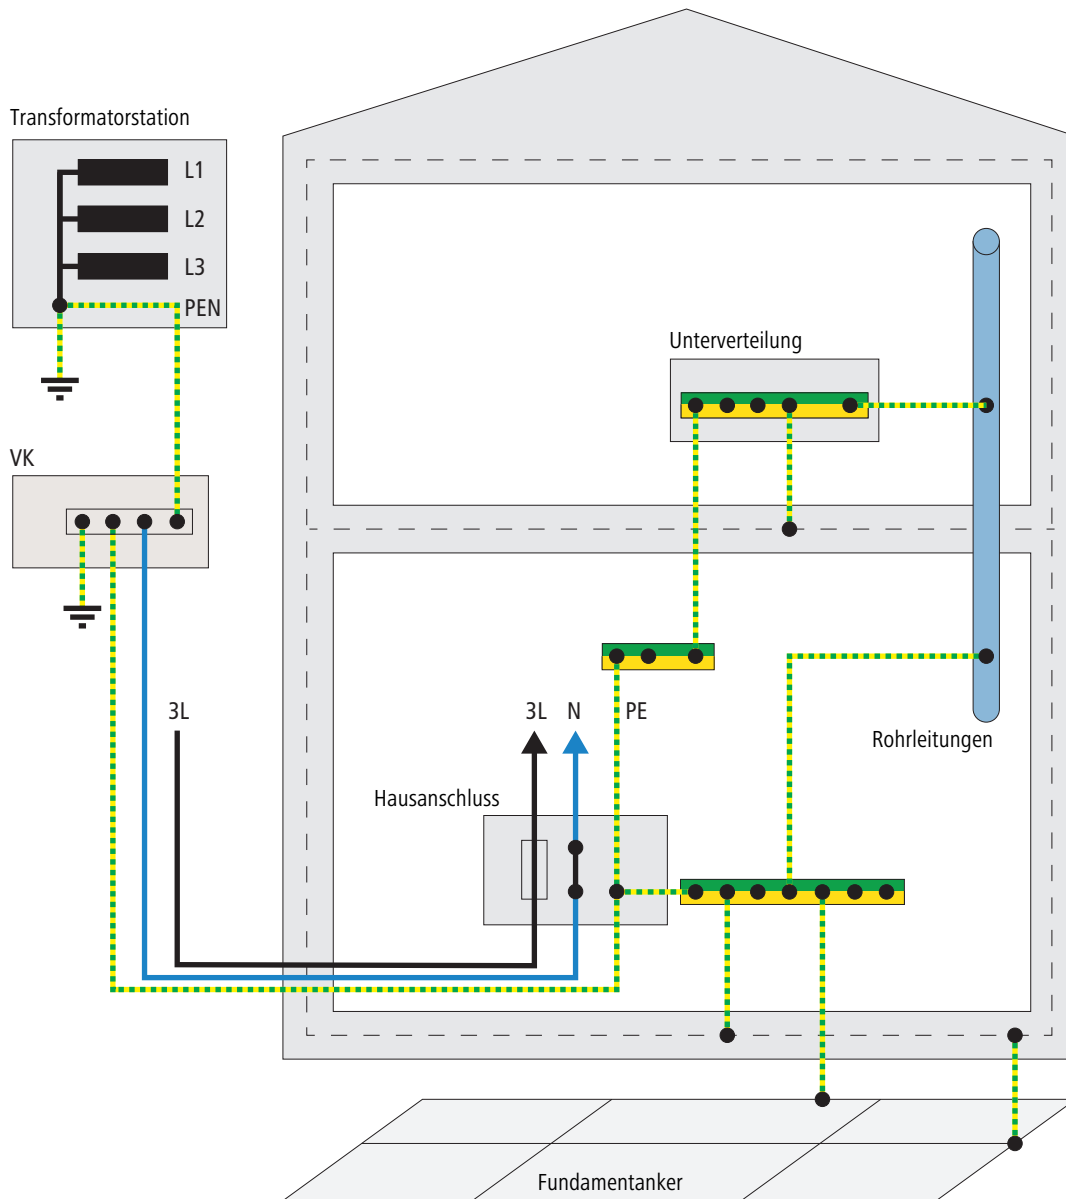 Transformatorstation
L1
L2
L3
PEN
Unterverteilung
VK
3L
3L N PE
Rohrleitungen
Hausanschluss
Fundamentanker